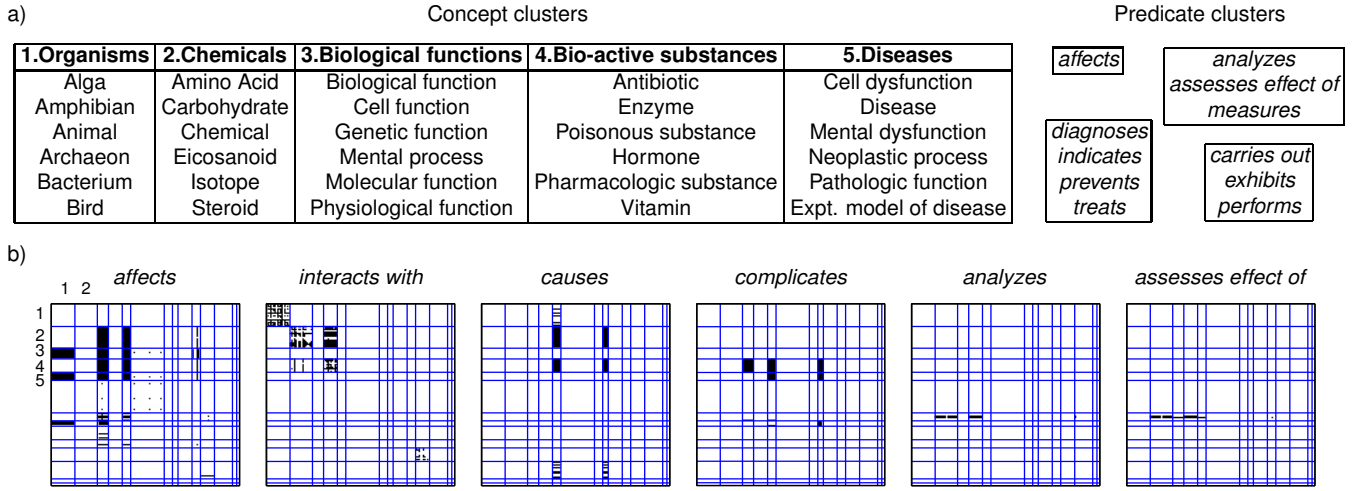 a)
Concept clusters
Predicate clusters
1.Organisms 2.Chemicals 3.Biological functions 4.Bio-active substances 5.Diseases
Alga Amino Acid Biological function Antibiotic Cell dysfunction
Amphibian Carbohydrate Cell function Enzyme Disease
Animal Chemical Genetic function Poisonous substance Mental dysfunction
Archaeon Eicosanoid Mental process Hormone Neoplastic process
Bacterium Isotope Molecular function Pharmacologic substance Pathologic function
Bird Steroid Physiological function Vitamin Expt. model of disease
affects
analyzes
assesses effect of
measures
diagnoses
indicates
prevents
treats
carries out
exhibits
performs
b)
affects interacts with causes complicates analyzes assesses effect of
1 2
1
2
3
4
5